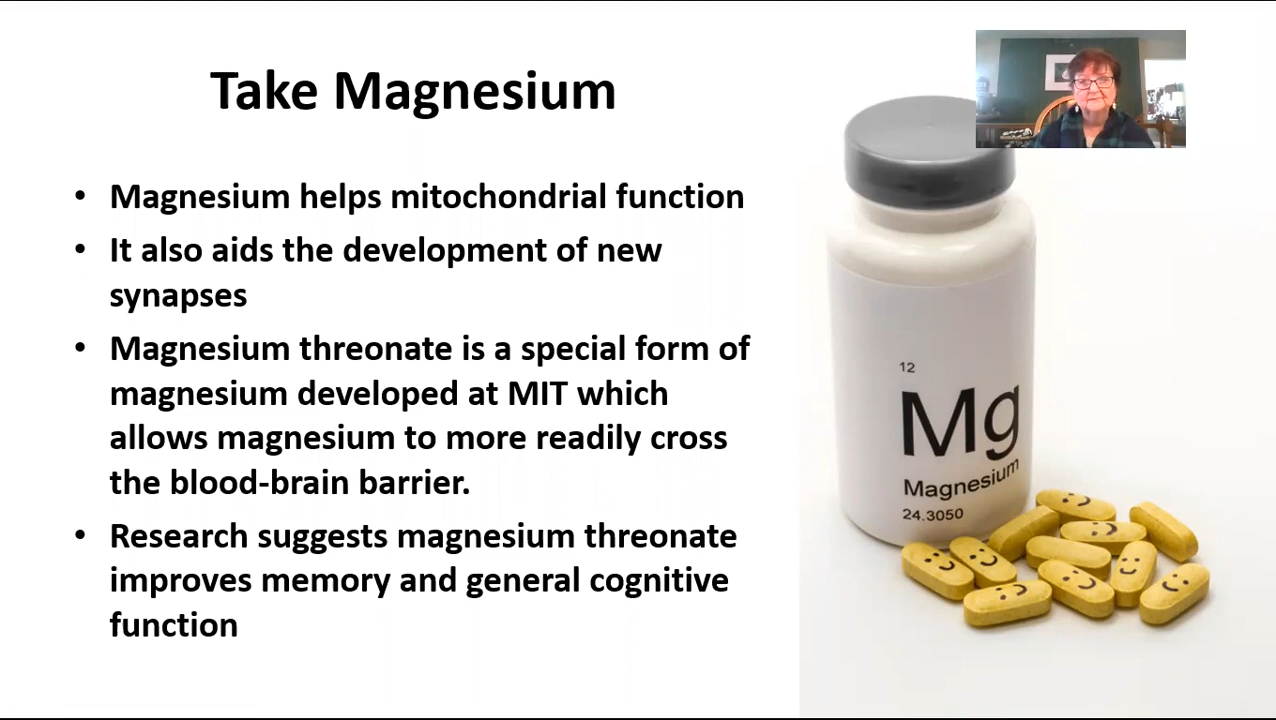 Take Magnesium
• Magnesium helps mitochondrial function
• It also aids the development of new
synapses
• Magnesium threonate is a special form of
magnesium developed at MIT which
allows magnesium to more readily cross
the blood-brain barrier.
• Research suggests magnesium threonate
improves memory and general cognitive
function
12
Mg
Magnesium
24.3050